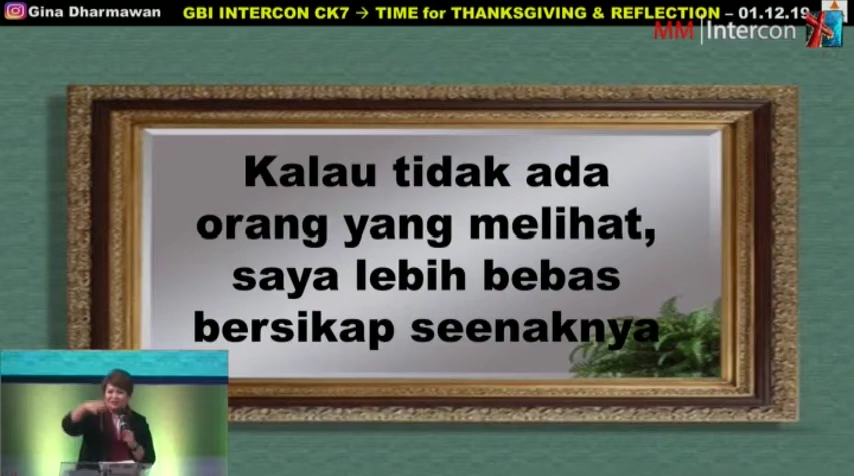 Gina Dharmawan GBI INTERCON CK7 → TIME for THANKSGIVING & REFLECTION – 01.12.19
MM Intercon
Kalau tidak ada
orang yang melihat,
saya lebih bebas
bersikap seenaknya